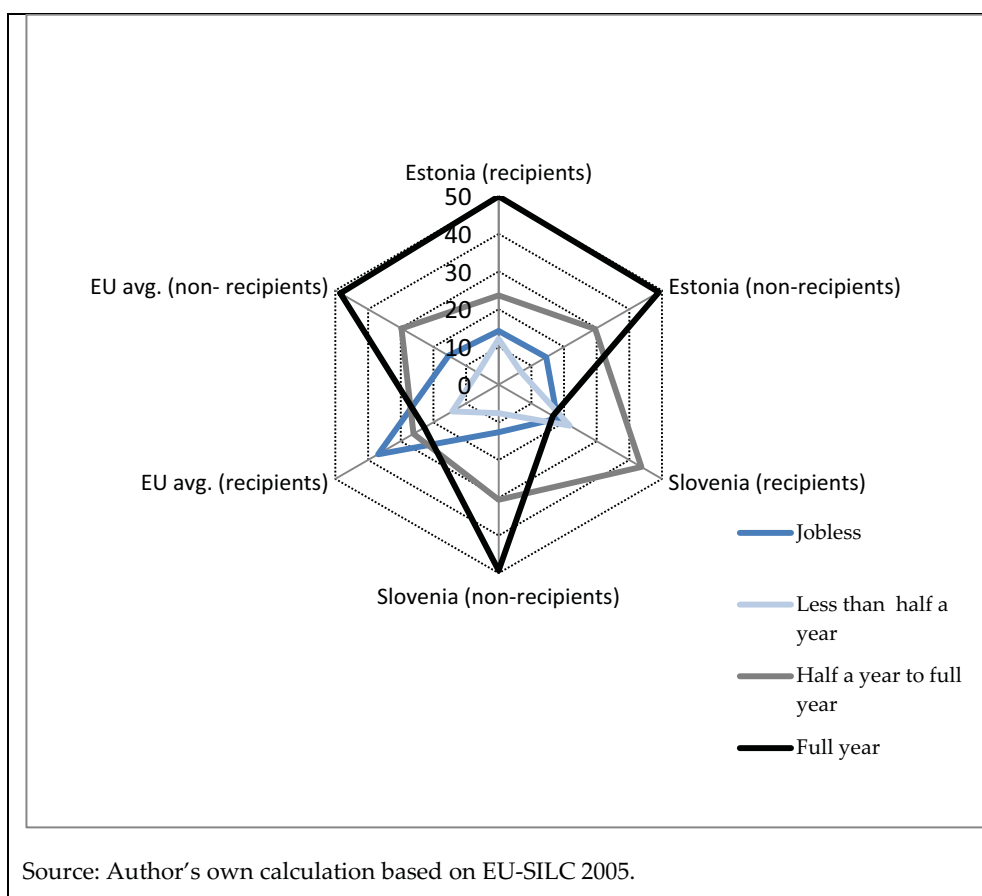 Estonia (recipients)
50
40
30
20
10
0
EU avg. (non- recipients)
Estonia (non-recipients)
EU avg. (recipients)
Slovenia (recipients)
Slovenia (non-recipients)
Jobless
Less than half a
year
Half a year to full
year
Full year
Source: Author’s own calculation based on EU-SILC 2005.